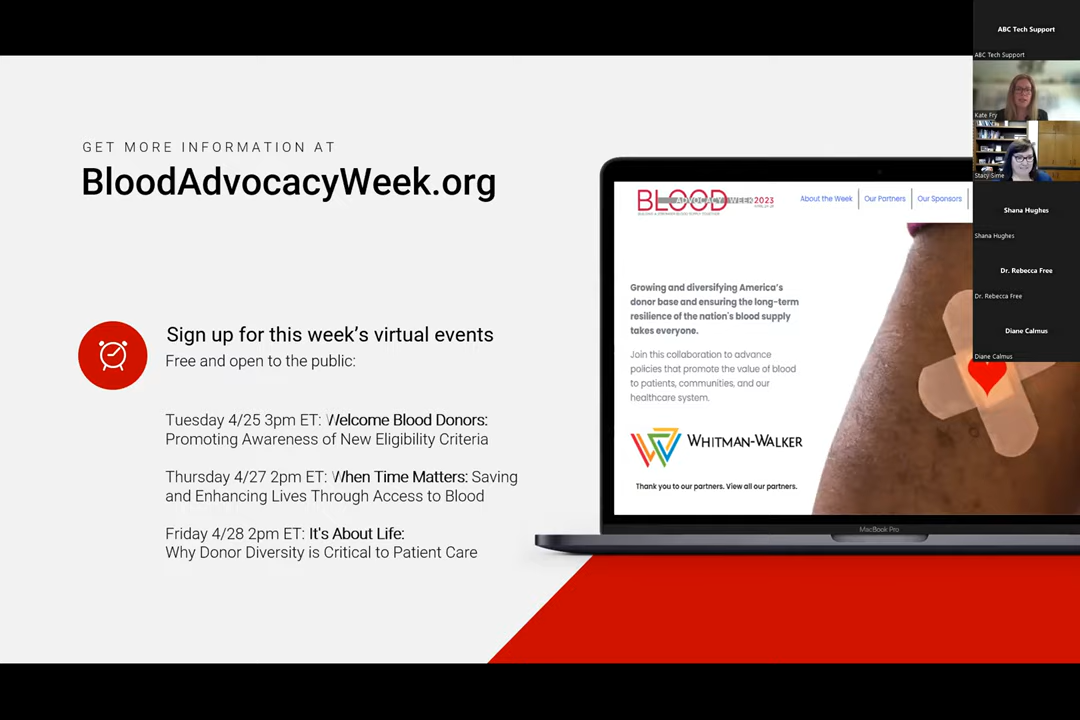 GET MORE INFORMATION AT
BloodAdvocacyWeek.org
Sign up for this week's virtual events
Free and open to the public:
Tuesday 4/25 3pm ET: Welcome Blood Donors:
Promoting Awareness of New Eligibility Criteria
Thursday 4/27 2pm ET: When Time Matters: Saving
and Enhancing Lives Through Access to Blood
Friday 4/28 2pm ET: It's About Life:
Why Donor Diversity is Critical to Patient Care
BLOOD
ADVOCACY WEEK 2023
About the Week
Our Partners
Our Sponsors
Growing and diversifying America's
donor base and ensuring the long-term
resilience of the nation's blood supply
takes everyone.
Join this collaboration to advance
policies that promote the value of blood
to patients, communities, and our
healthcare system.
WHITMAN-WALKER
Thank you to our partners. View all our partners.
MacBook Pro
ABC Tech Support
ABC Tech Support
Kate Fry
Stacy Sime
Shana Hughes
Shana Hughes
Dr. Rebecca Free
Dr. Rebecca Free
Diane Calmus
Diane Calmus